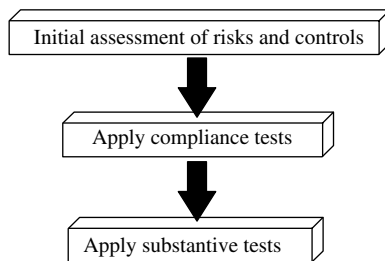 Initial assessment of risks and controls
Apply compliance tests
Apply substantive tests